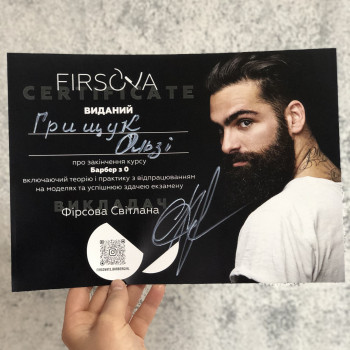 FIRSOVA
CERTIFICATE
ВИДАНИЙ
Грищук
про закінчення курсу
Барбер з 0
включаючий теорію і практику з відпрацюванням
на моделях та успішною здачею екзамену
ВИКЛАДАЧ
Фірсова Світлана